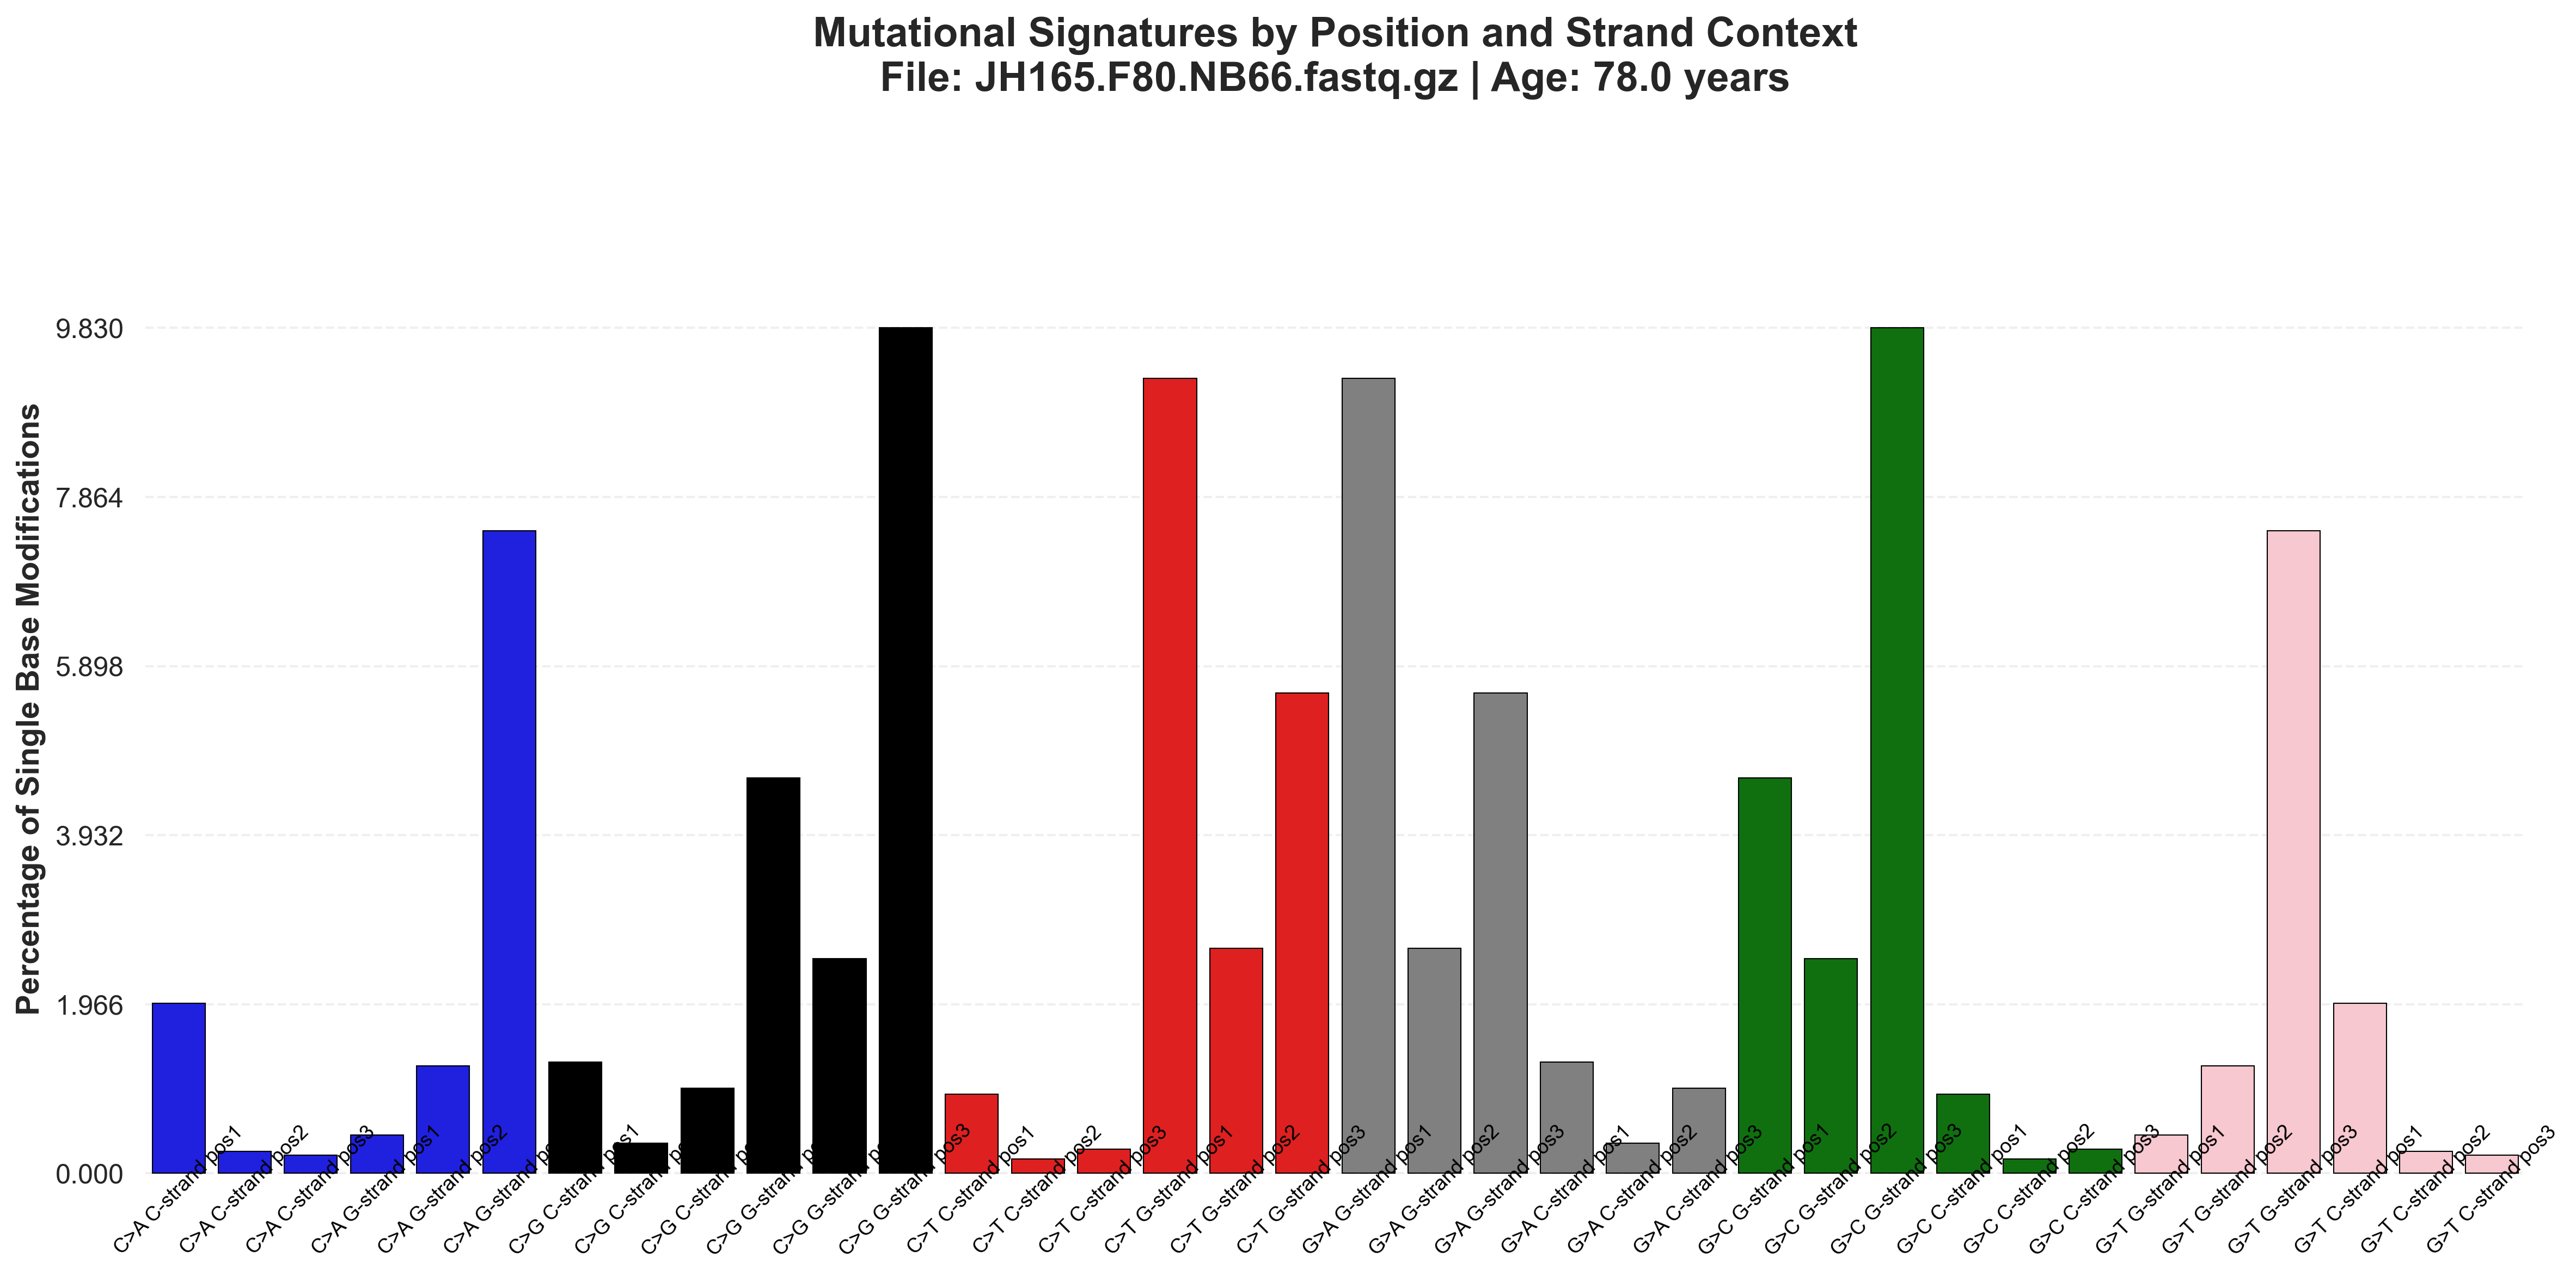 Mutational Signatures by Position and Strand Context
File: JH165.F80.NB66.fastq.gz | Age: 78.0 years
Percentage of Single Base Modifications
9.830
7.864
5.898
3.932
1.966
0.000
C>A C-strand pos1
C>A C-strand pos2
C>A C-strand pos3
C>A G-strand pos1
C>A G-strand pos2
C>A G-strand
C>G C-strand pos1
C>G C-strand
C>G C-strand
C>G G-strand
C>G G-strand
C>G G-strand pos3
C>T C-strand pos1
C>T C-strand pos2
C>T C-strand pos3
C>T G-strand pos1
C>T G-strand pos2
C>T G-strand pos3
G>A G-strand pos1
G>A G-strand pos2
G>A G-strand pos3
G>A C-strand pos1
G>A C-strand pos2
G>A C-strand pos3
G>C G-strand pos1
G>C G-strand pos2
G>C G-strand pos3
G>C C-strand pos1
G>C C-strand pos2
G>C C-strand pos3
G>T G-strand pos1
G>T G-strand pos2
G>T G-strand pos3
G>T C-strand pos1
G>T C-strand pos2
G>T C-strand pos3